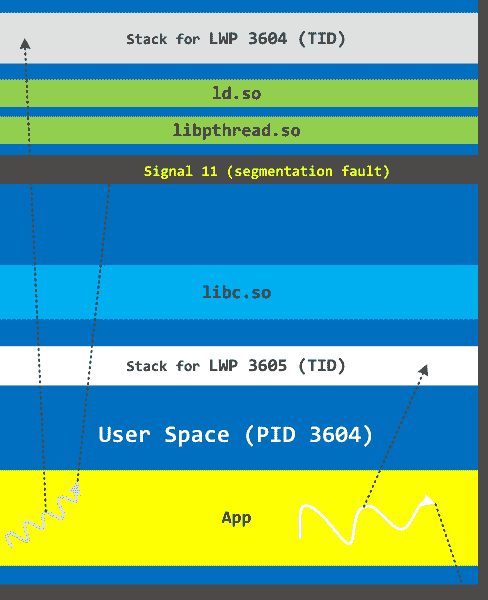 Stack for LWP 3604 (TID)
ld.so
libpthread.so
Signal 11 (segmentation fault)
libc.so
Stack for LWP 3605 (TID)
User Space (PID 3604)
App